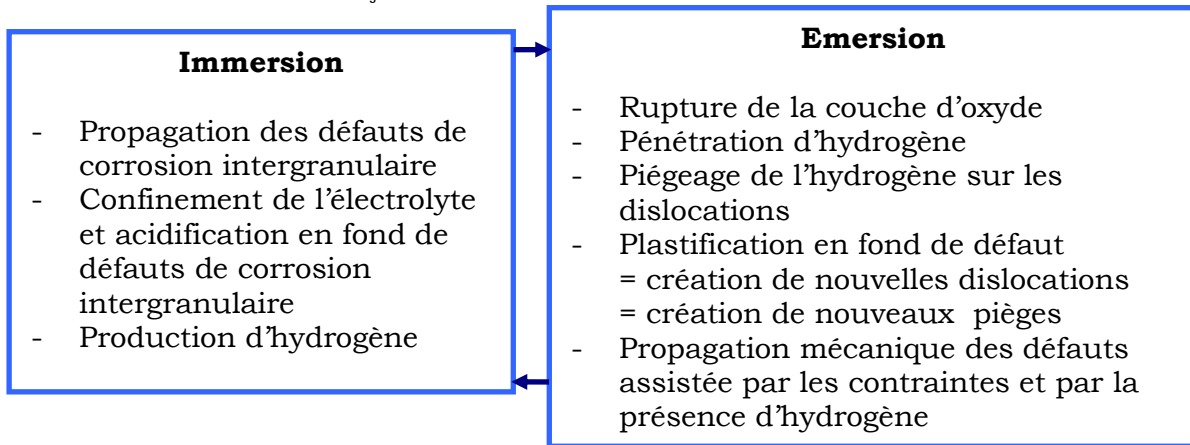 Immersion
- Propagation des défauts de
corrosion intergranulaire
- Confinement de l’électrolyte
et acidification en fond de
défauts de corrosion
intergranulaire
- Production d’hydrogène
Emersion
- Rupture de la couche d’oxyde
- Pénétration d’hydrogène
- Piégeage de l’hydrogène sur les
dislocations
- Plastification en fond de défaut
= création de nouvelles dislocations
= création de nouveaux pièges
- Propagation mécanique des défauts
assistée par les contraintes et par la
présence d’hydrogène